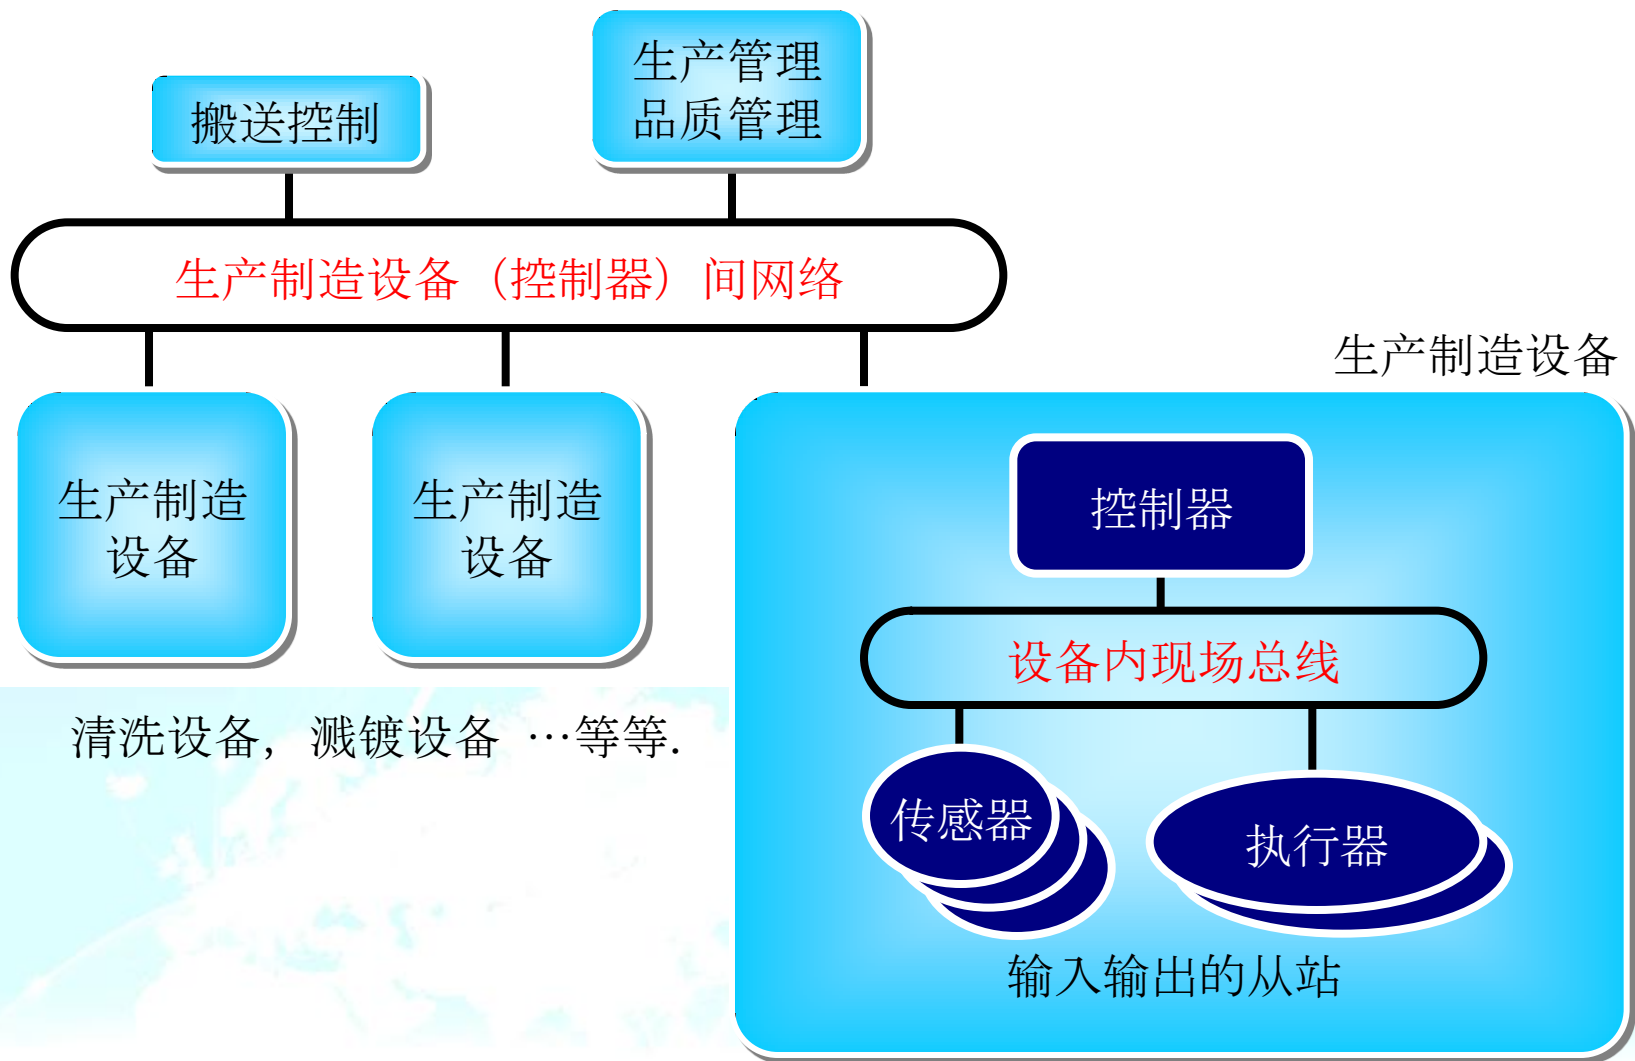 生产管理
品质管理
搬送控制
生产制造设备（控制器）间网络
生产制造设备
生产制造
设备
生产制造
设备
控制器
设备内现场总线
清洗设备，溅镀设备 …等等.
传感器
执行器
输入输出的从站